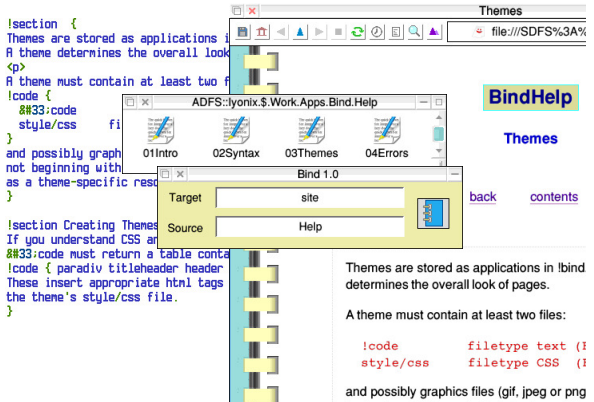 !section  {
Themes are stored as applications i
A theme determines the overall look
<p>
A theme must contain at least two f
!code {
&#33;code
style/css fi
}
and possibly graph
not beginning with
as a theme-specific reso
}
!section Creating Themes
If you understand CSS an
&#33;code must return a table conta
!code { paradiv titleheader header
These insert appropriate html tags
the theme's style/css file.
}
ADFS::Iyonix.$.Work.Apps.Bind.Help
01Intro 02Syntax 03Themes 04Errors
Bind 1.0
Target site
Source Help
Themes
file:///SDFS%3A%
BindHelp
Themes
back contents
Themes are stored as applications in !bind
determines the overall look of pages.
A theme must contain at least two files:
!code filetype text (F
style/css filetype CSS (F
and possibly graphics files (gif, jpeg or png